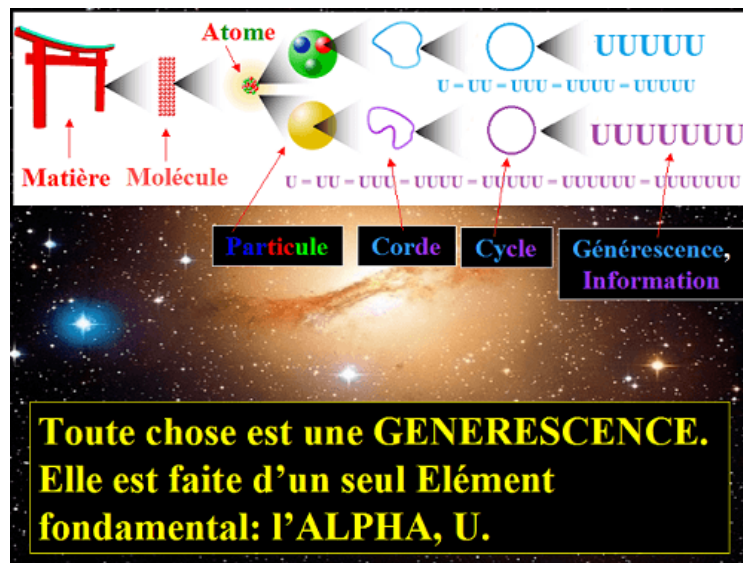 Atome
UUUUU
U = UU = UUU = UUUU = UUUUU
UUUUUUU
Matière Molécule
U = UU = UUU = UUUU = UUUUU = UUUUUU = UUUUUUU
Particule Corde Cycle Générescence,
Information
Toute chose est une GENERESCENCE.
Elle est faite d'un seul Elément
fondamental: l'ALPHA, U.